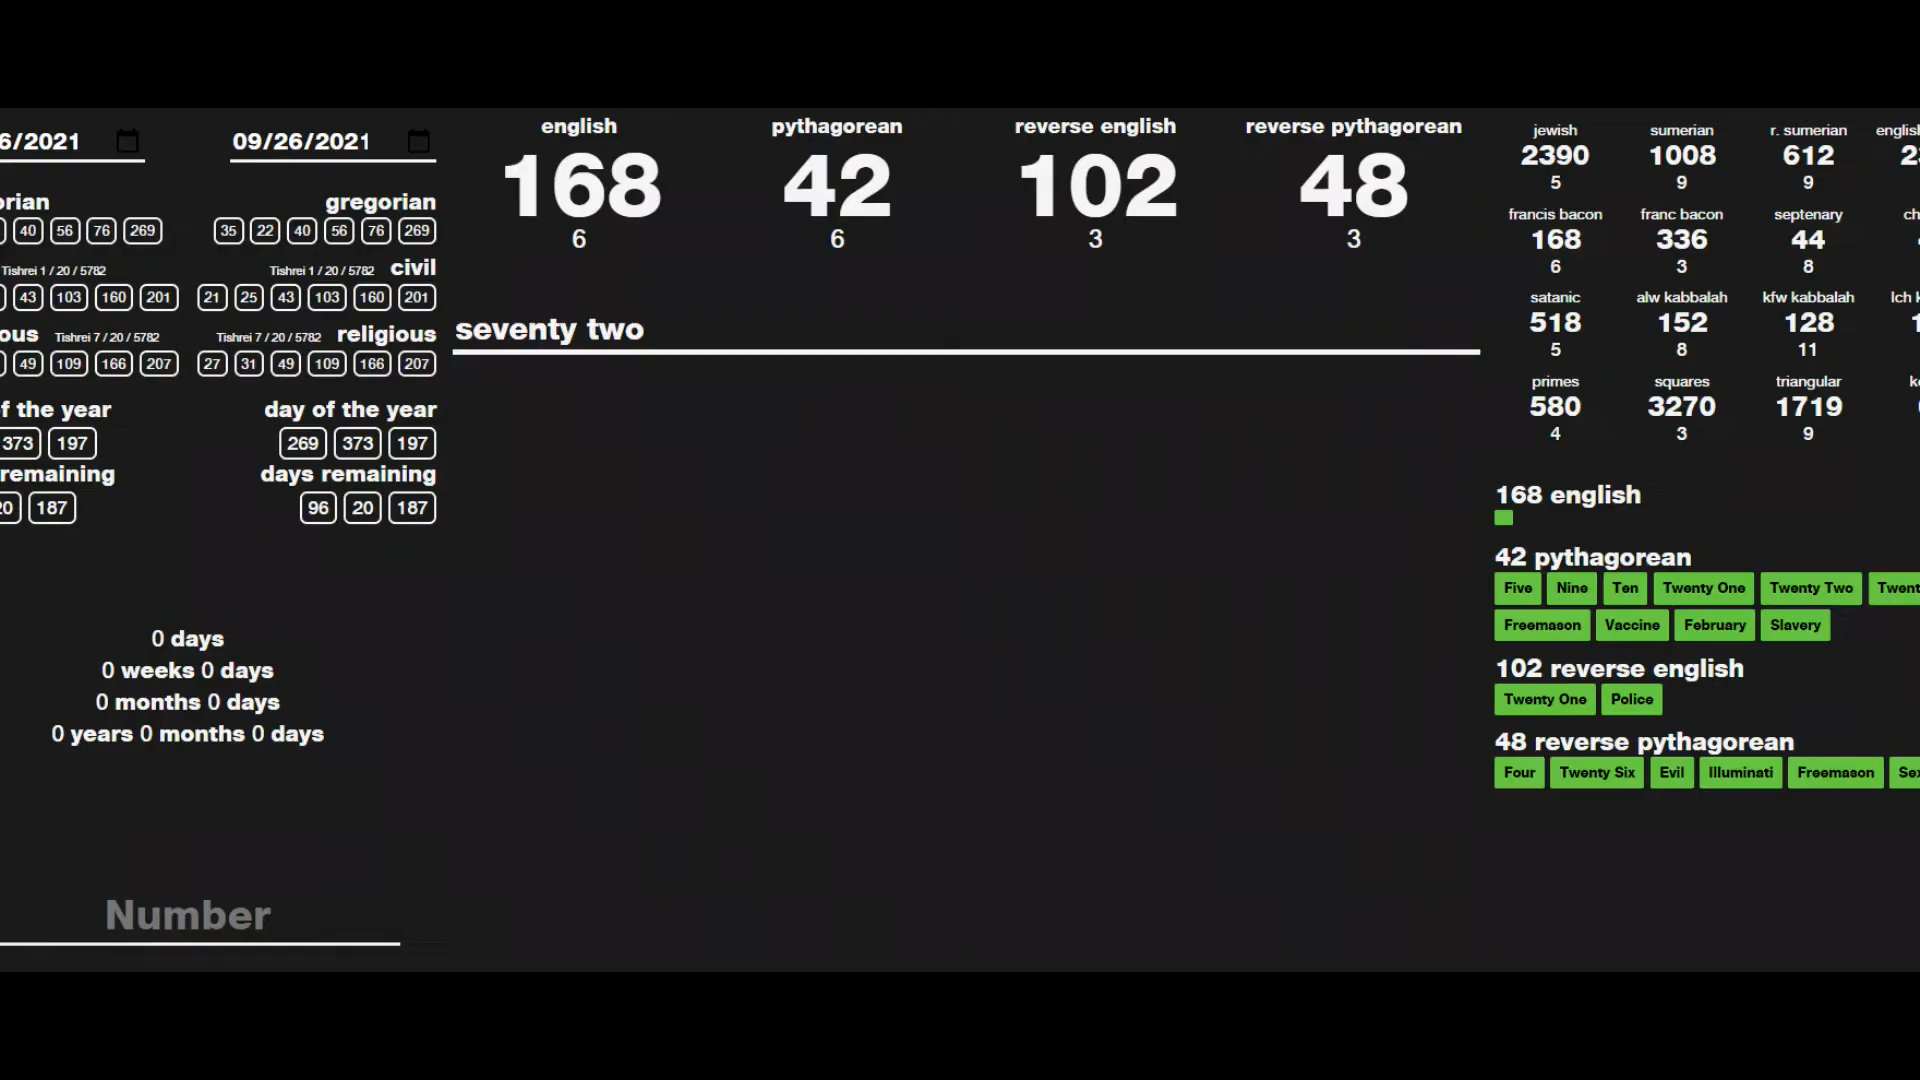 6/2021 09/26/2021
orian gregorian
40 56 76 269 35 22 40 56 76 269
Tishrei 1 / 20 / 5782 Tishrei 1 / 20 / 5782 civil
43 103 160 201 21 25 43 103 160 201
ous Tishrei 7 / 20 / 5782 Tishrei 7 / 20 / 5782 religious
49 109 166 207 27 31 49 109 166 207
f the year day of the year
373 197 269 373 197
remaining days remaining
20 187 96 20 187
0 days
0 weeks 0 days
0 months 0 days
0 years 0 months 0 days
Number
english pythagorean reverse english reverse pythagorean
168 42 102 48
6 6 3 3
seventy two
jewish sumerian r. sumerian english
2390 1008 612
5 9 9
francis bacon franc bacon septenary ch
168 336 44
6 3 8
satanic alw kabbalah kfw kabbalah lch k
518 152 128
5 8 11
primes squares triangular
580 3270 1719
4 3 9
168 english
42 pythagorean
Five Nine Ten Twenty One Twenty Two Twent
Freemason Vaccine February Slavery
102 reverse english
Twenty One Police
48 reverse pythagorean
Four Twenty Six Evil Illuminati Freemason Sex